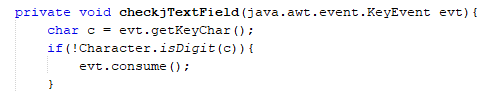 private void checkjTextField(java.awt.event.KeyEvent evt){
    char c = evt.getKeyChar();
    if(!Character.isDigit(c)){
        evt.consume();
    }